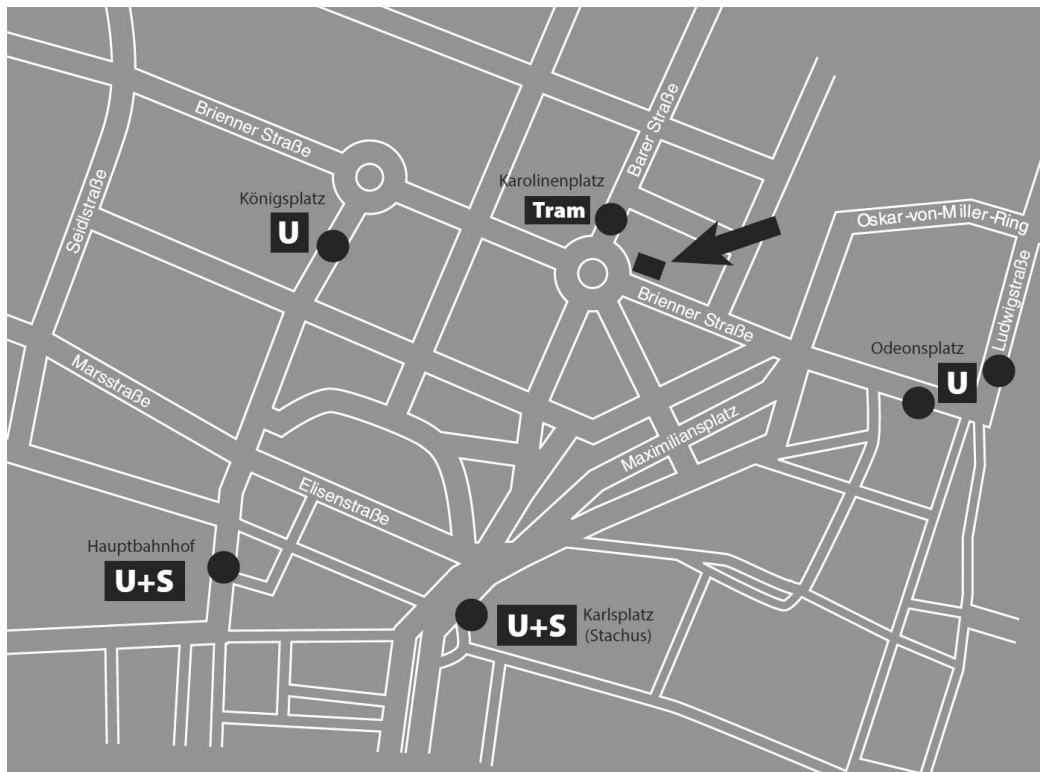 Brienner Straße
Seidlstraße
Königsplatz
U
Karolinenplatz
Tram
Barer Straße
Oskar-von-Miller-Ring
Ludwigstraße
Brienner Straße
Odeonsplatz
U
Marsstraße
Maximiliansplatz
Elisenstraße
Hauptbahnhof
U+S
U+S
Karlsplatz
(Stachus)